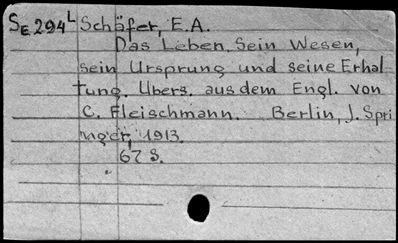 SE 294L Schäfer, E.A.
Das Leben, Sein Wesen,
sein Ursprung und seine Erhal
tung. Übers. aus dem Engl. von
C. Fleischmann. Berlin, J. Spri
nger, 1913.
67 S.